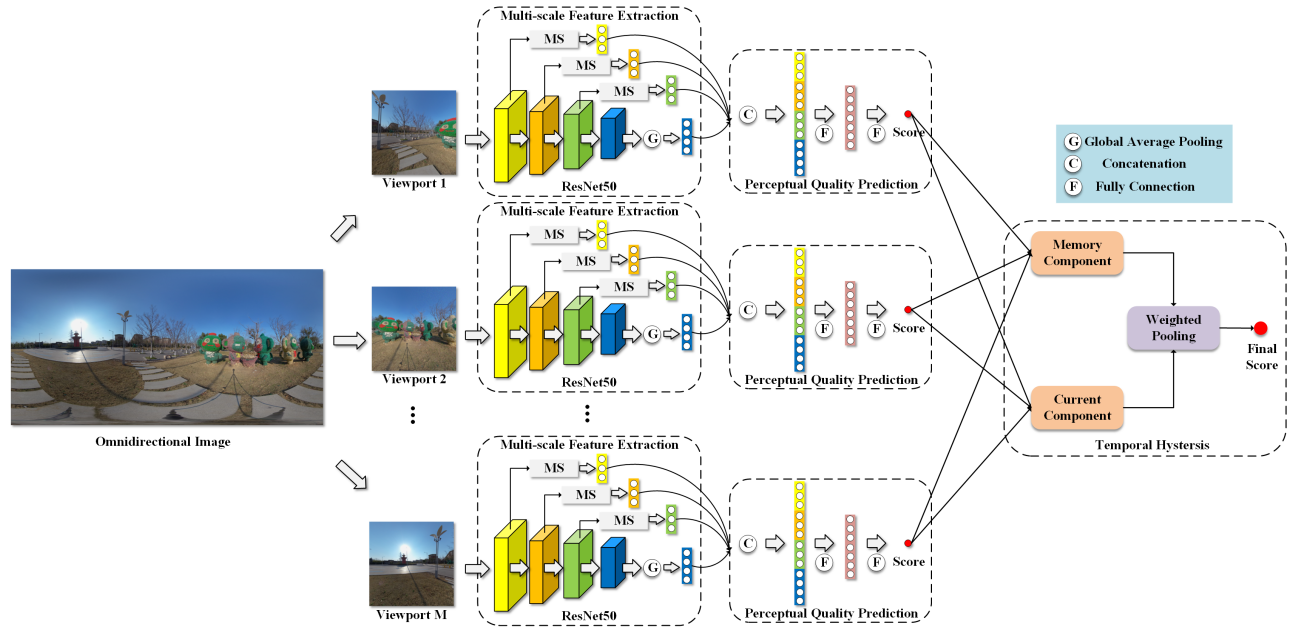 Multi-scale Feature Extraction
MS
MS
MS
G
ResNet50
Viewport 1
C
F
F
Score
Perceptual Quality Prediction
G Global Average Pooling
C Concatenation
F Fully Connection
Multi-scale Feature Extraction
MS
MS
MS
G
ResNet50
Viewport 2
C
F
F
Score
Perceptual Quality Prediction
Omnidirectional Image
Multi-scale Feature Extraction
MS
MS
MS
G
ResNet50
Viewport M
C
F
F
Score
Perceptual Quality Prediction
Memory
Component
Weighted
Pooling
Final
Score
Current
Component
Temporal Hystersis